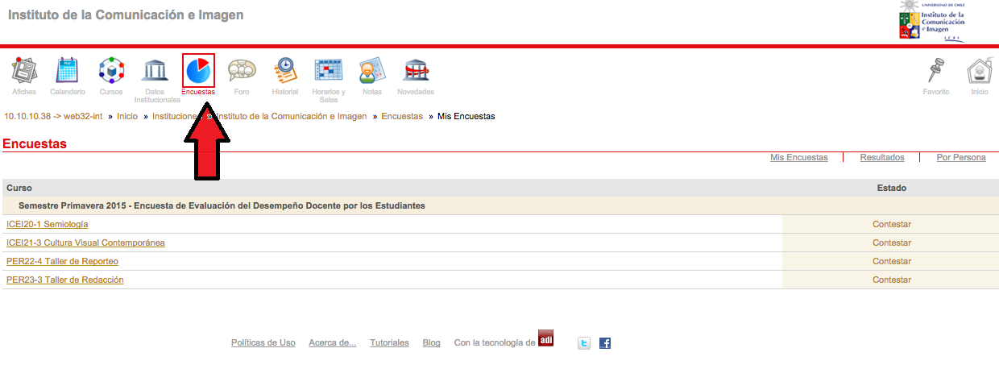 Instituto de la Comunicación e Imagen
UNIVERSIDAD DE CHILE
Instituto de la
Comunicación
e Imagen
I C E I
Afiches
Calendario
Cursos
Datos
Institucionales
Encuestas
Foro
Historial
Horarios y
Salas
Notas
Novedades
Favorito
Inicio
10.10.10.38 -> web32-int » Inicio » Institucione » Instituto de la Comunicación e Imagen » Encuestas » Mis Encuestas
Encuestas
Mis Encuestas
Resultados
Por Persona
Curso Estado
Semestre Primavera 2015 - Encuesta de Evaluación del Desempeño Docente por los Estudiantes
ICEI20-1 Semiología Contestar
ICEI21-3 Cultura Visual Contemporánea Contestar
PER22-4 Taller de Reporteo Contestar
PER23-3 Taller de Redacción Contestar
Políticas de Uso Acerca de... Tutoriales Blog Con la tecnología de adi